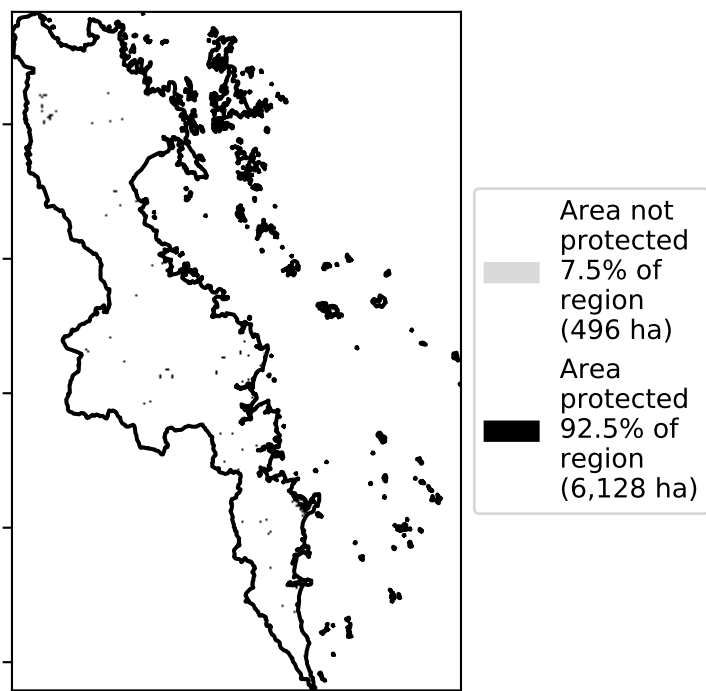 Area not
protected
7.5% of
region
(496 ha)
Area
protected
92.5% of
region
(6,128 ha)